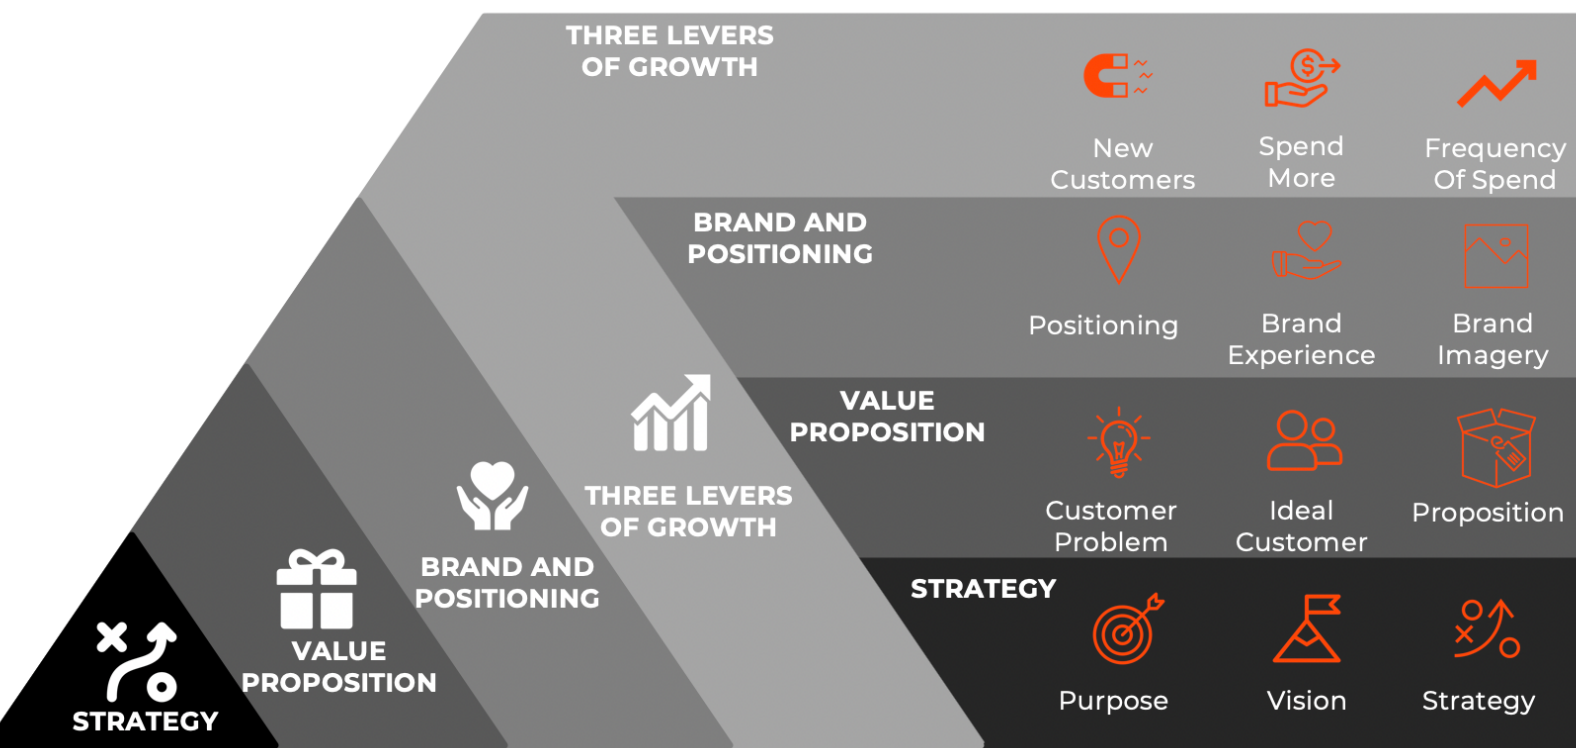 THREE LEVERS
OF GROWTH
New
Customers
Spend
More
Frequency
Of Spend
BRAND AND
POSITIONING
Positioning
Brand
Experience
Brand
Imagery
VALUE
PROPOSITION
Customer
Problem
Ideal
Customer
Proposition
STRATEGY
Purpose
Vision
Strategy
THREE LEVERS
OF GROWTH
BRAND AND
POSITIONING
VALUE
PROPOSITION
STRATEGY